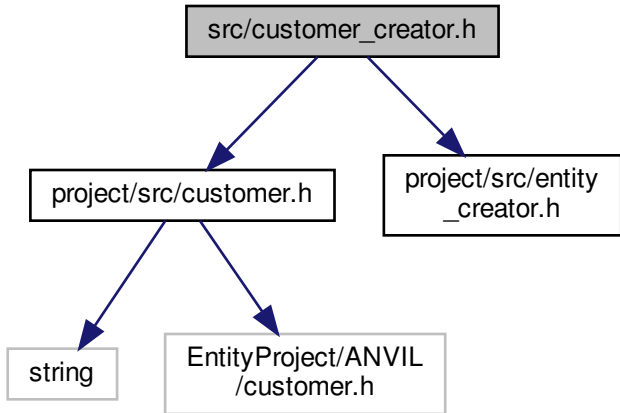 src/customer_creator.h
project/src/customer.h
project/src/entity
_creator.h
string
EntityProject/ANVIL
/customer.h